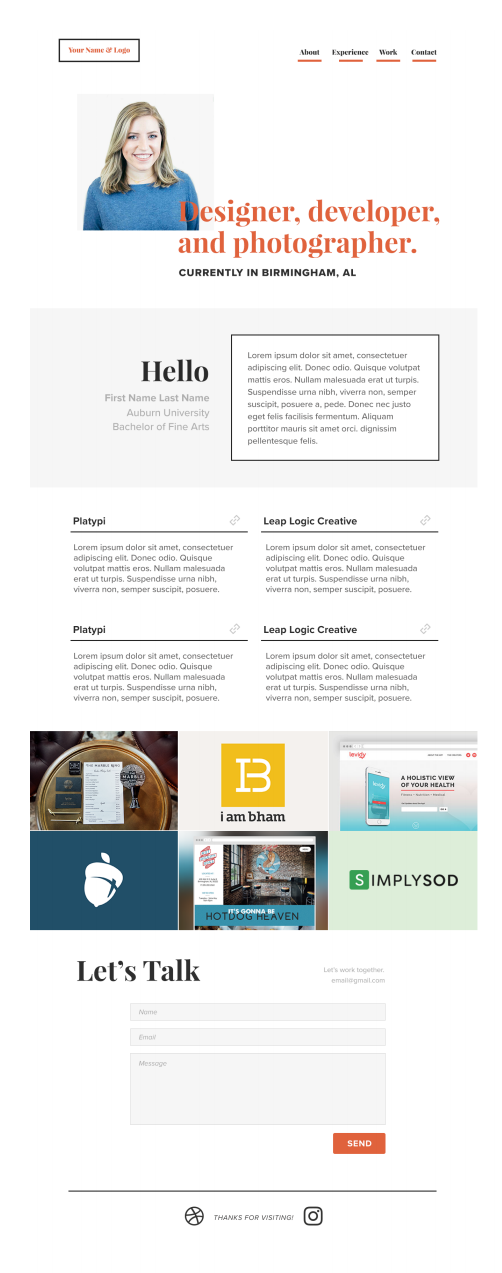 Your Name & Logo
About Experience Work Contact
Designer, developer,
and photographer.
CURRENTLY IN BIRMINGHAM, AL
Hello
First Name Last Name
Auburn University
Bachelor of Fine Arts
Lorem ipsum dolor sit amet, consectetuer
adipiscing elit. Donec odio. Quisque volutpat
mattis eros. Nullam malesuada erat ut turpis.
Suspendisse urna nibh, viverra non, semper
suscipit, posuere a, pede. Donec nec justo
eget felis facilisis fermentum. Aliquam
porttitor mauris sit amet orci. dignissim
pellentesque felis.
Platypi
Lorem ipsum dolor sit amet, consectetuer
adipiscing elit. Donec odio. Quisque
volutpat mattis eros. Nullam malesuada
erat ut turpis. Suspendisse urna nibh,
viverra non, semper suscipit, posuere.
Leap Logic Creative
Lorem ipsum dolor sit amet, consectetuer
adipiscing elit. Donec odio. Quisque
volutpat mattis eros. Nullam malesuada
erat ut turpis. Suspendisse urna nibh,
viverra non, semper suscipit, posuere.
Platypi
Lorem ipsum dolor sit amet, consectetuer
adipiscing elit. Donec odio. Quisque
volutpat mattis eros. Nullam malesuada
erat ut turpis. Suspendisse urna nibh,
viverra non, semper suscipit, posuere.
Leap Logic Creative
Lorem ipsum dolor sit amet, consectetuer
adipiscing elit. Donec odio. Quisque
volutpat mattis eros. Nullam malesuada
erat ut turpis. Suspendisse urna nibh,
viverra non, semper suscipit, posuere.
THE MARBLE RING
MARBLE
B
i am bham
levidy
A HOLISTIC VIEW
OF YOUR HEALTH
IT'S GONNA BE
HOTDOG HEAVEN
S IMPLYSOD
Let's Talk
Let's work together.
email@gmail.com
Name
Email
Message
SEND
THANKS FOR VISITING!